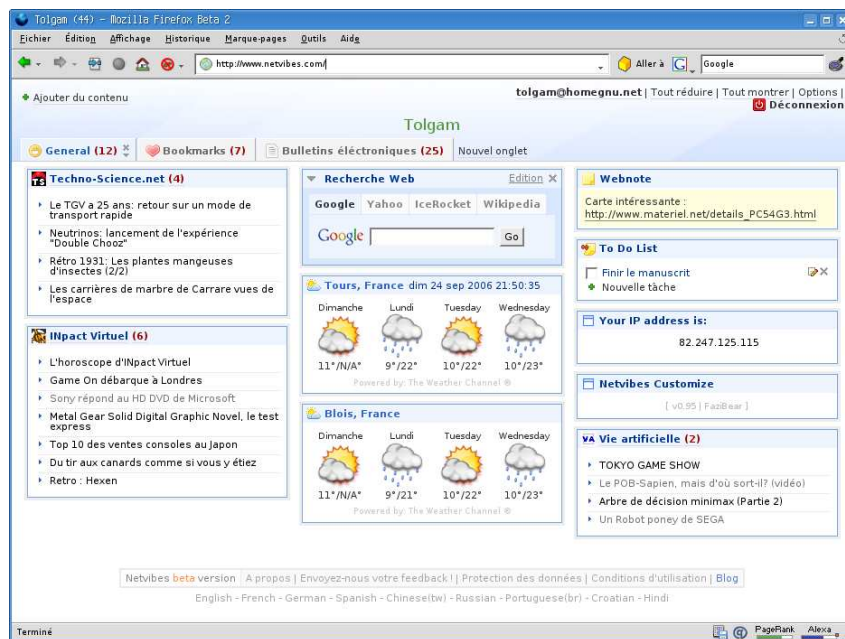 Tolgam (44) - Mozilla Firefox Beta 2
Fichier Édition Affichage Historique Marque-pages Outils Aide
http://www.netvibes.com/ Aller à G Google
Ajouter du contenu
tolgam@homegnu.net | Tout réduire | Tout montrer | Options |
Déconnexion
Tolgam
General (12) Bookmarks (7) Bulletins éléctroniques (25) Nouvel onglet
Techno-Science.net (4)
Le TGV a 25 ans: retour sur un mode de
transport rapide
Neutrinos: lancement de l'expérience
"Double Chooz"
Rétro 1931: Les plantes mangeuses
d'insectes (2/2)
Les carrières de marbre de Carrare vues de
l'espace
INpact Virtuel (6)
L'horoscope d'INpact Virtuel
Game On débarque à Londres
Sony répond au HD DVD de Microsoft
Metal Gear Solid Digital Graphic Novel, le test
express
Top 10 des ventes consoles au Japon
Du tir aux canards comme si vous y étiez
Retro : Hexen
Recherche Web Edition
Google Yahoo IceRocket Wikipedia
Google Go
Tours, France dim 24 sep 2006 21:50:35
Dimanche Lundi Tuesday Wednesday
11°/N/A° 9°/22° 10°/22° 10°/23°
Powered by: The Weather Channel ®
Blois, France
Dimanche Lundi Tuesday Wednesday
11°/N/A° 9°/21° 10°/22° 10°/23°
Powered by: The Weather Channel ®
Webnote
Carte intéressante :
http://www.materiel.net/details_PC54G3.html
To Do List
Finir le manuscrit
Nouvelle tàche
Your IP address is:
82.247.125.115
Netvibes Customize
[ v0.95 | FaziBear ]
VA Vie artificielle (2)
TOKYO GAME SHOW
Le POB-Sapien, mais d'où sort-il? (vidéo)
Arbre de décision minimax (Partie 2)
Un Robot poney de SEGA
Netvibes beta version | A propos | Envoyez-nous votre feedback ! | Protection des données | Conditions d'utilisation | Blog
English - French - German - Spanish - Chinese(tw) - Russian - Portuguese(br) - Croatian - Hindi
Terminé PageRank Alexa